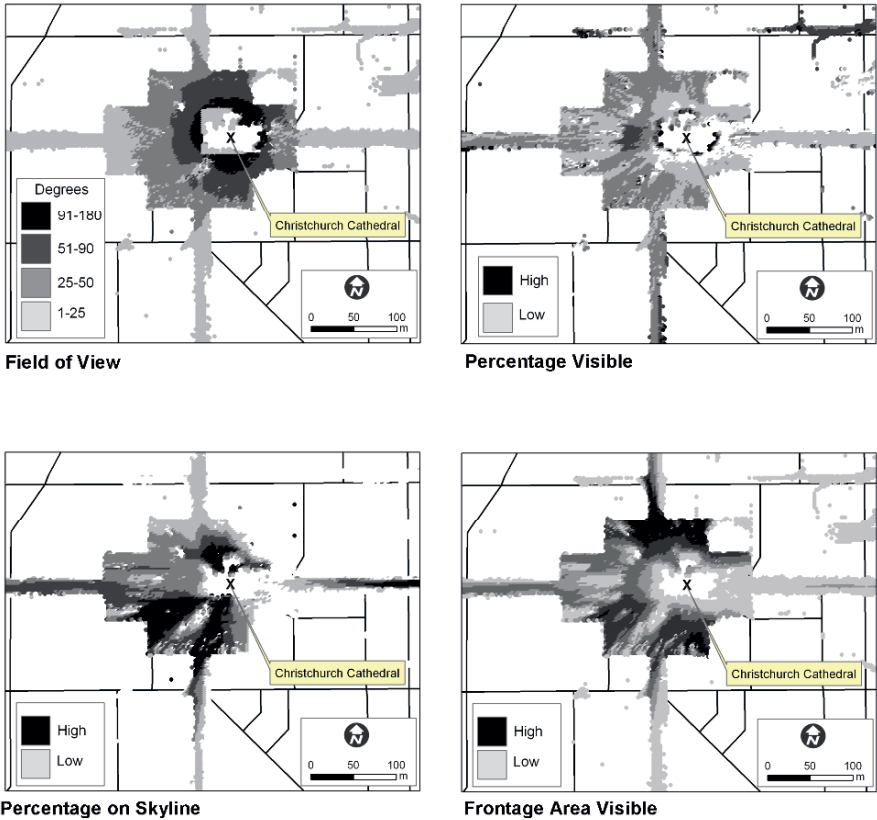 Degrees
91-180
51-90
25-50
1-25
Christchurch Cathedral
X
N
0 50 100
m
Field of View
High
Low
Christchurch Cathedral
X
N
0 50 100
m
Percentage Visible
High
Low
Christchurch Cathedral
X
N
0 50 100
m
Percentage on Skyline
High
Low
Christchurch Cathedral
X
N
0 50 100
m
Frontage Area Visible